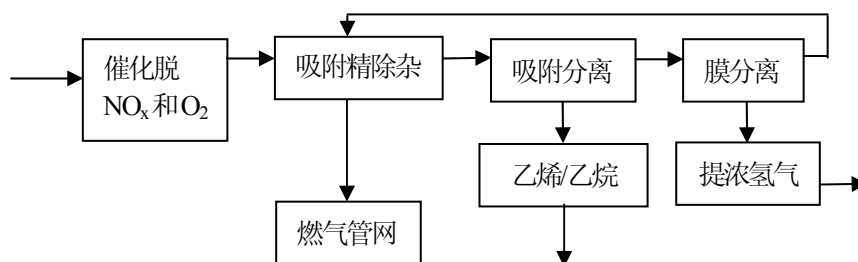 催化脱
NOx和O2
吸附精除杂
吸附分离
膜分离
乙烯/乙烷
提浓氢气
燃气管网